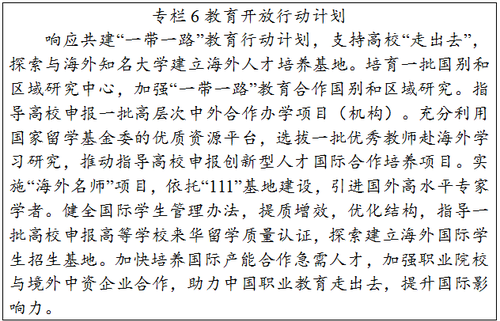 专栏 6 教育开放行动计划
响应共建“一带一路”教育行动计划，支持高校“走出去”，
探索与海外知名大学建立海外人才培养基地。培育一批国别和
区域研究中心，加强“一带一路”教育合作国别和区域研究。指
导高校申报一批高层次中外合作办学项目（机构）。充分利用
国家留学基金委的优质资源平台，选拔一批优秀教师赴海外学
习研究，推动指导高校申报创新型人才国际合作培养项目。实
施“海外名师”项目，依托“111”基地建设，引进国外高水平专家
学者。健全国际学生管理办法，提质增效，优化结构，指导一
批高校申报高等学校来华留学质量认证，探索建立海外国际学
生招生基地。加快培养国际产能合作急需人才，加强职业院校
与境外中资企业合作，助力中国职业教育走出去，提升国际影
响力。